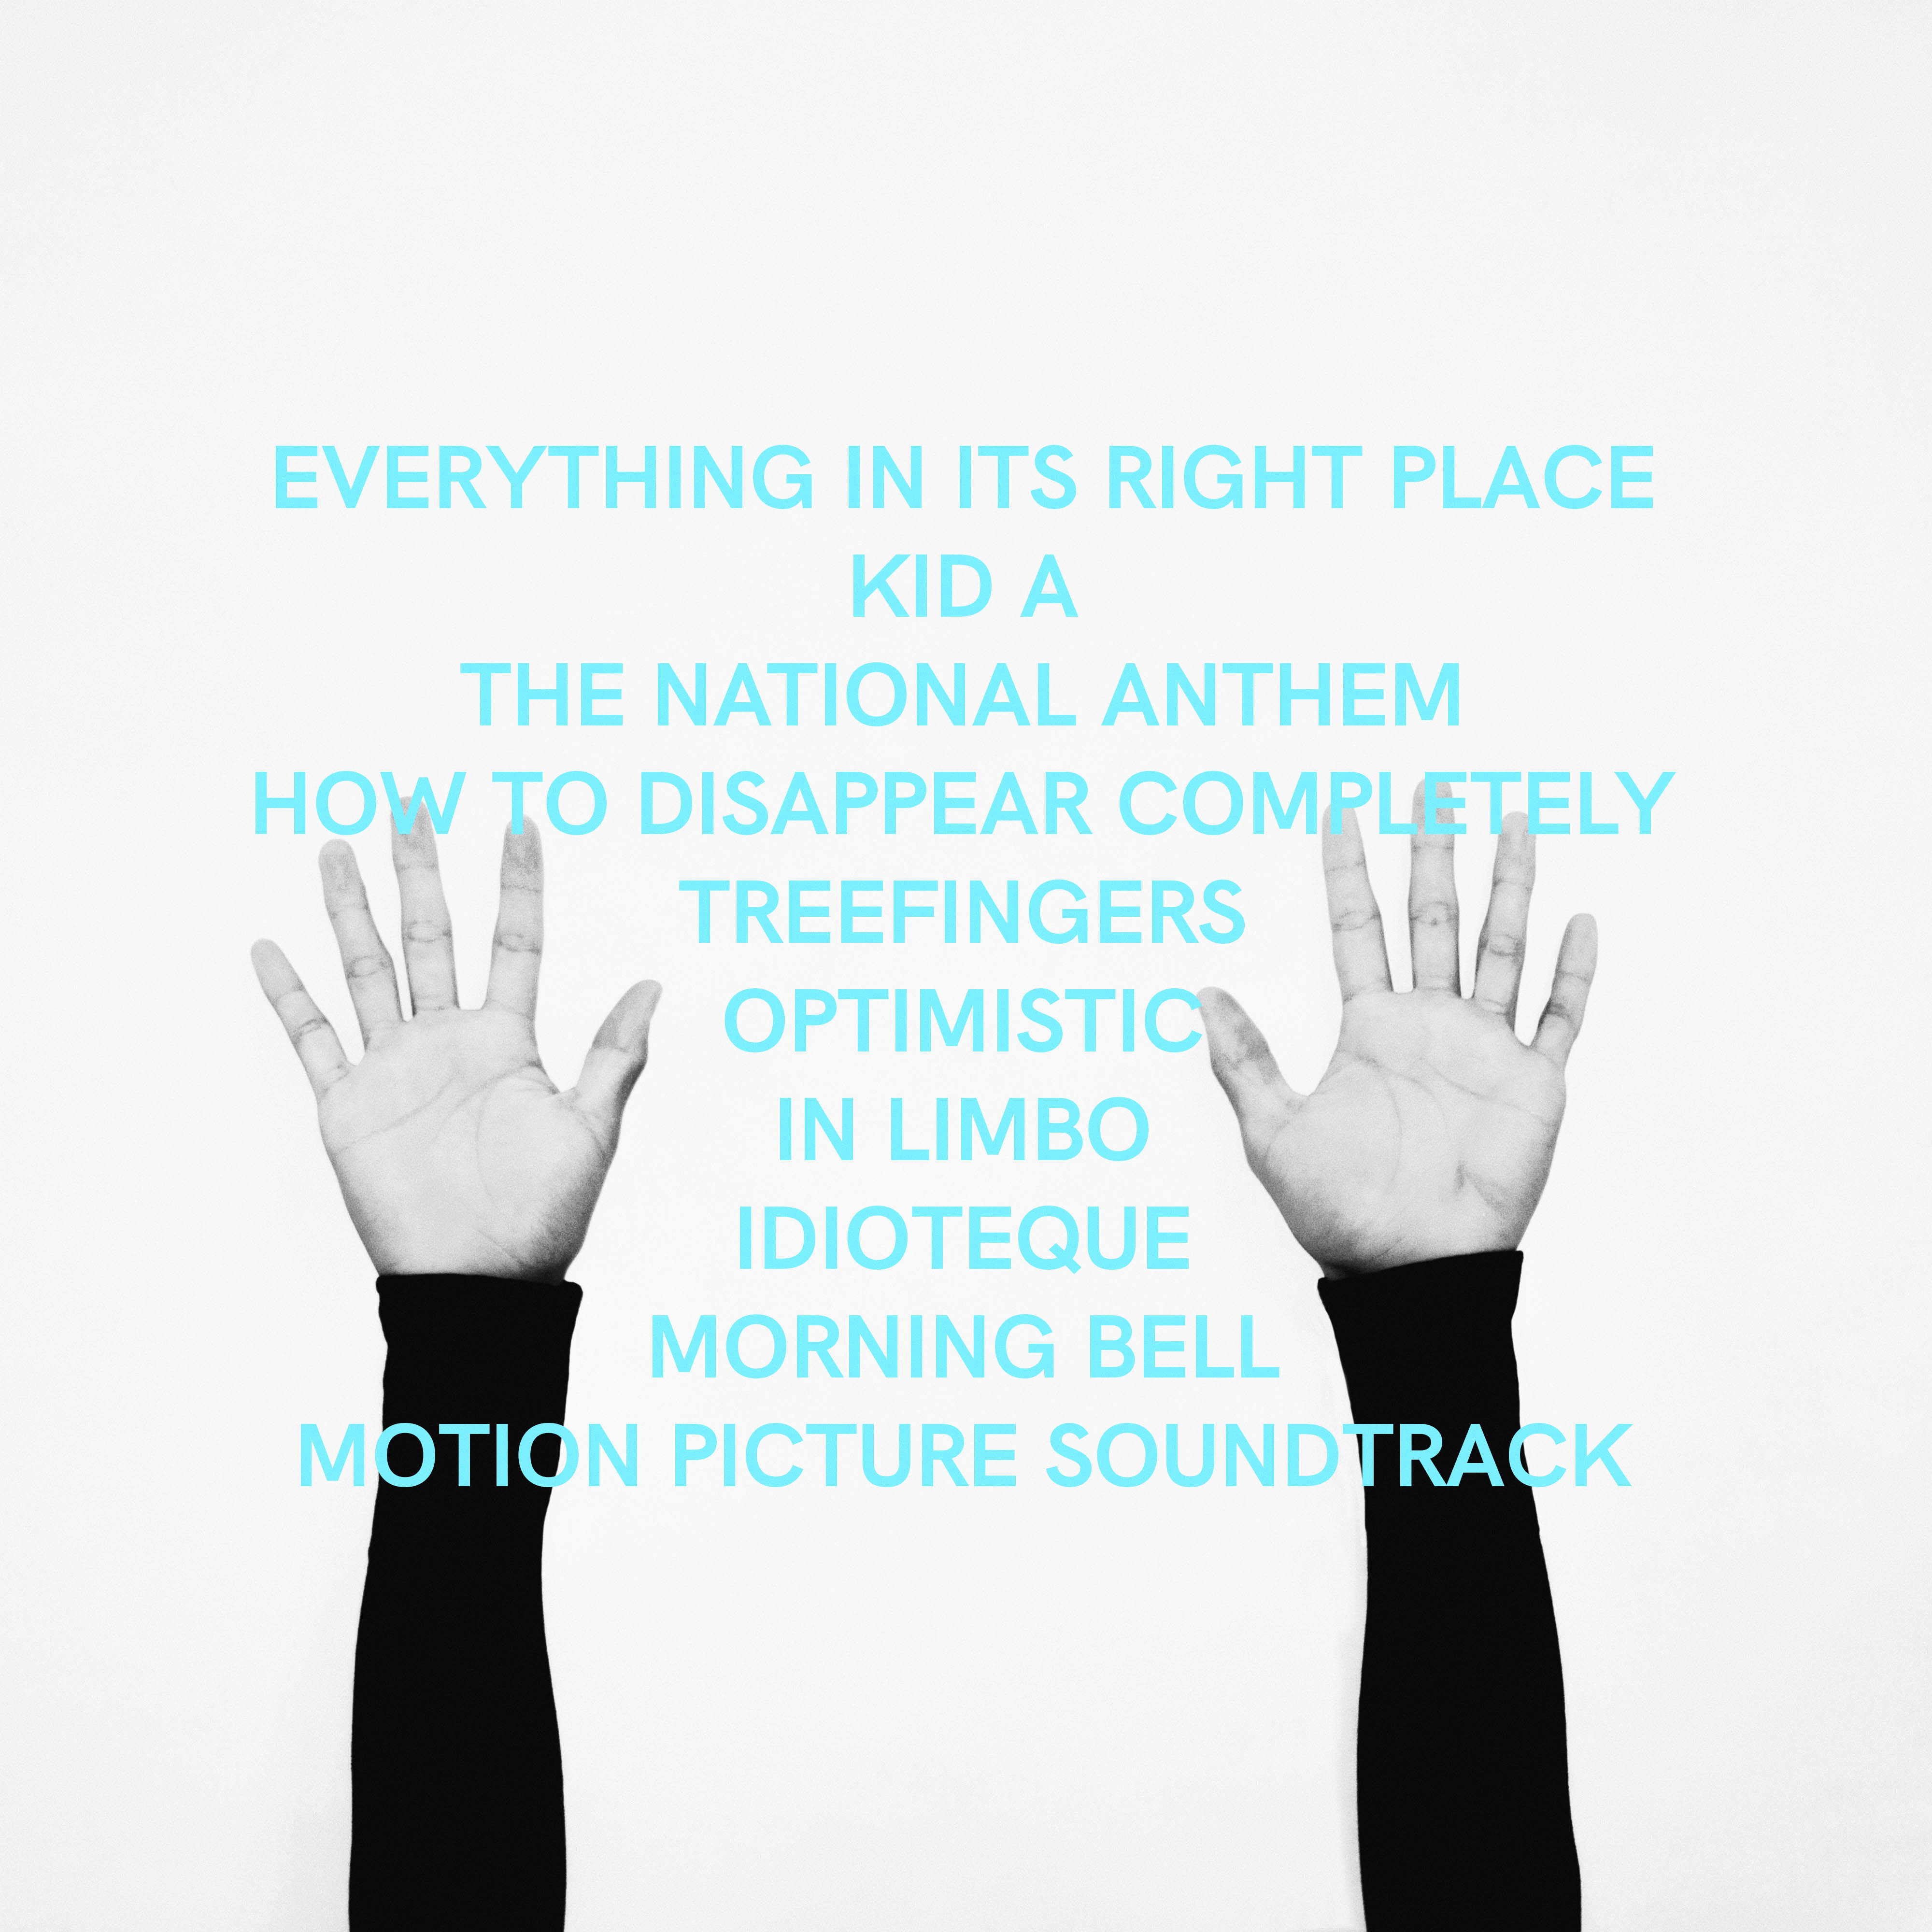 EVERYTHING IN ITS RIGHT PLACE
KID A
THE NATIONAL ANTHEM
HOW TO DISAPPEAR COMPLETELY
TREEFINGERS
OPTIMISTIC
IN LIMBO
IDIOTEQUE
MORNING BELL
MOTION PICTURE SOUNDTRACK